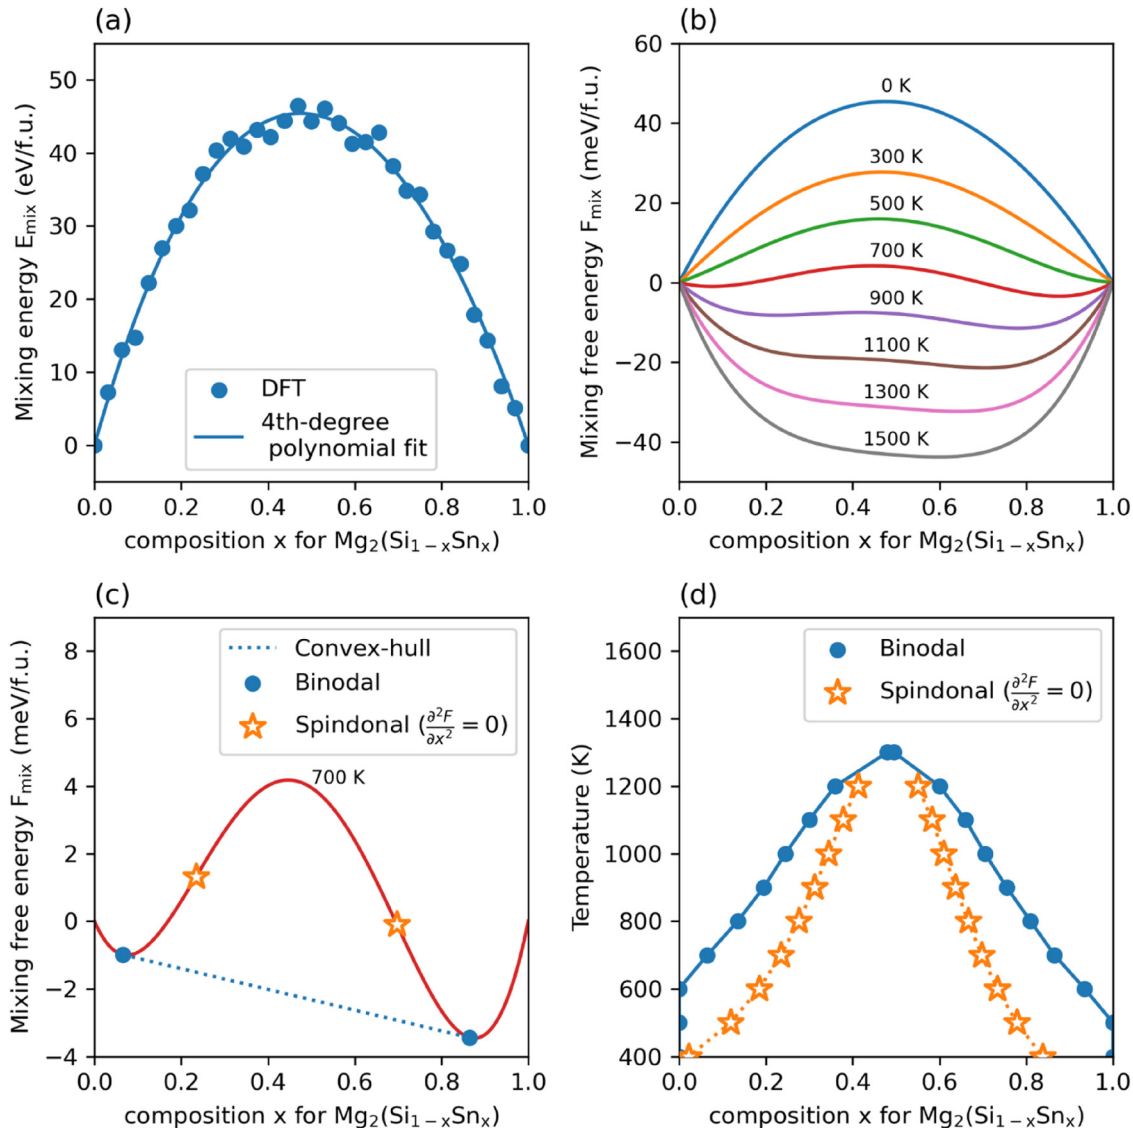 (a)
Mixing energy E_mix (eV/f.u.)
50
40
30
20
10
0
DFT
4th-degree
polynomial fit
0.0 0.2 0.4 0.6 0.8 1.0
composition x for Mg₂(Si₁₋ₓSnₓ)
(b)
Mixing free energy F_mix (meV/f.u.)
60
40
20
0
−20
−40
0 K
300 K
500 K
700 K
900 K
1100 K
1300 K
1500 K
0.0 0.2 0.4 0.6 0.8 1.0
composition x for Mg₂(Si₁₋ₓSnₓ)
(c)
Mixing free energy F_mix (meV/f.u.)
8
6
4
2
0
−2
−4
Convex-hull
Binodal
Spindonal (∂²F/∂x² = 0)
700 K
0.0 0.2 0.4 0.6 0.8 1.0
composition x for Mg₂(Si₁₋ₓSnₓ)
(d)
Temperature (K)
1600
1400
1200
1000
800
600
400
Binodal
Spindonal (∂²F/∂x² = 0)
0.0 0.2 0.4 0.6 0.8 1.0
composition x for Mg₂(Si₁₋ₓSnₓ)